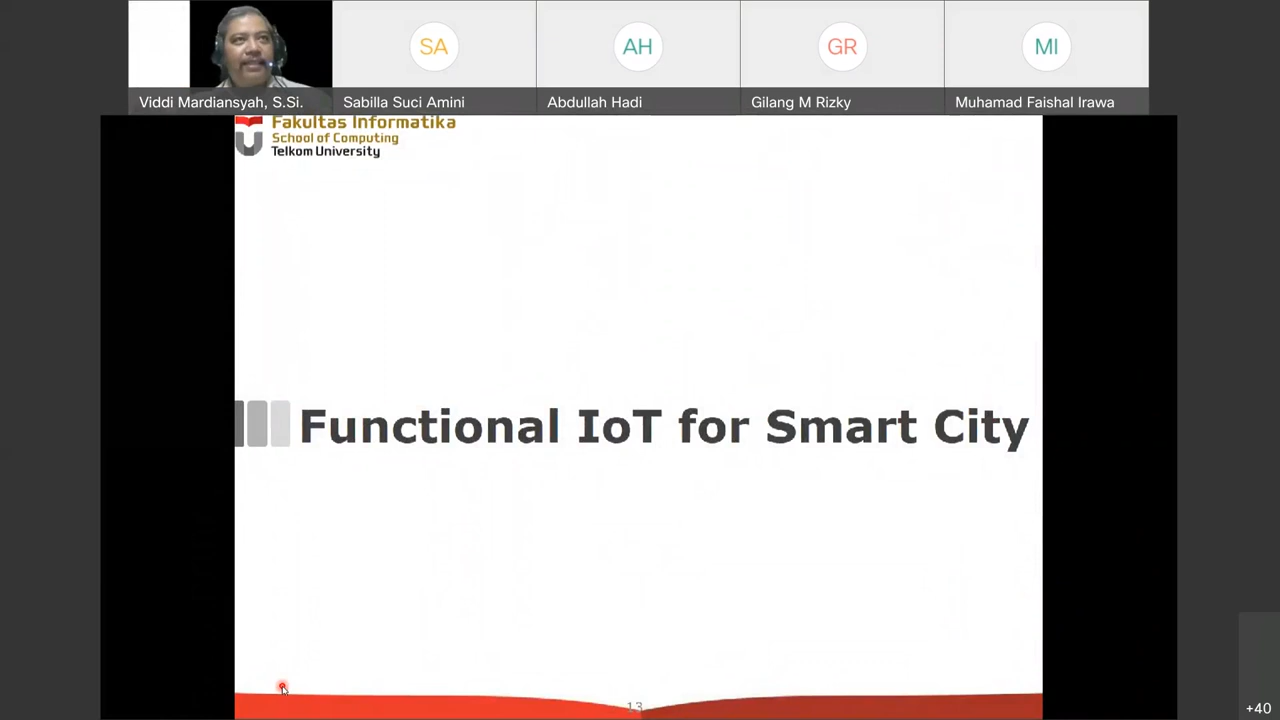 SA
AH
GR
MI
Viddi Mardiansyah, S.Si.
Sabilla Suci Amini
Abdullah Hadi
Gilang M Rizky
Muhamad Faishal Irawa
Fakultas Informatika
School of Computing
Telkom University
Functional IoT for Smart City
13
+40